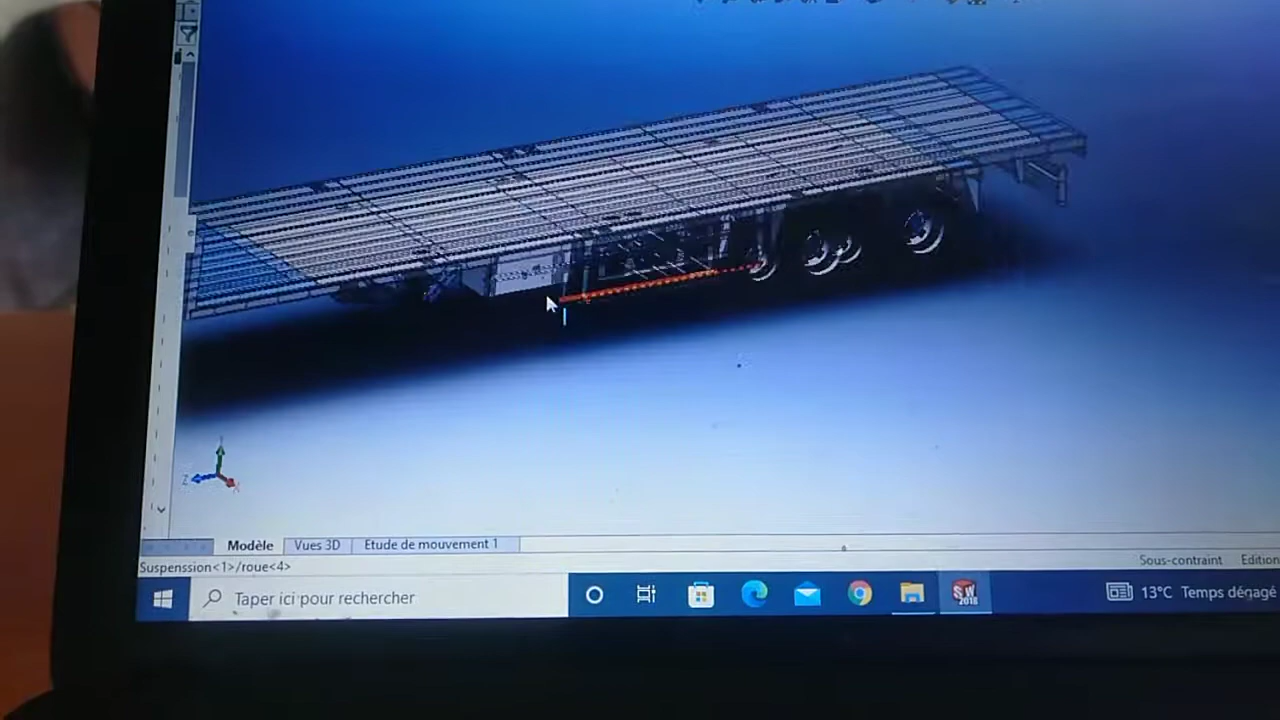 Z
Modèle Vues 3D Etude de mouvement 1
Suspenssion<1>/roue<4> Sous-contraint Edition
Taper ici pour rechercher SW 2018 13°C Temps dégagé